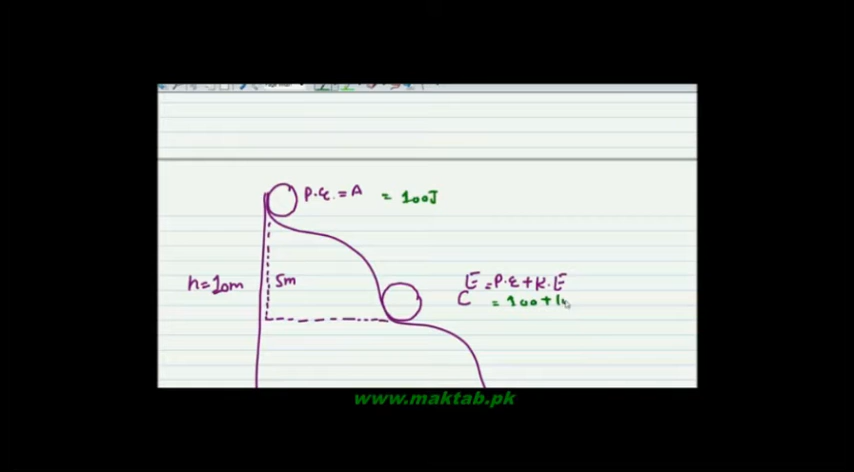 P.E. = A = 100J
h=10m
5m
E = P.E + K.E
C = 100 + 1
www.maktab.pk